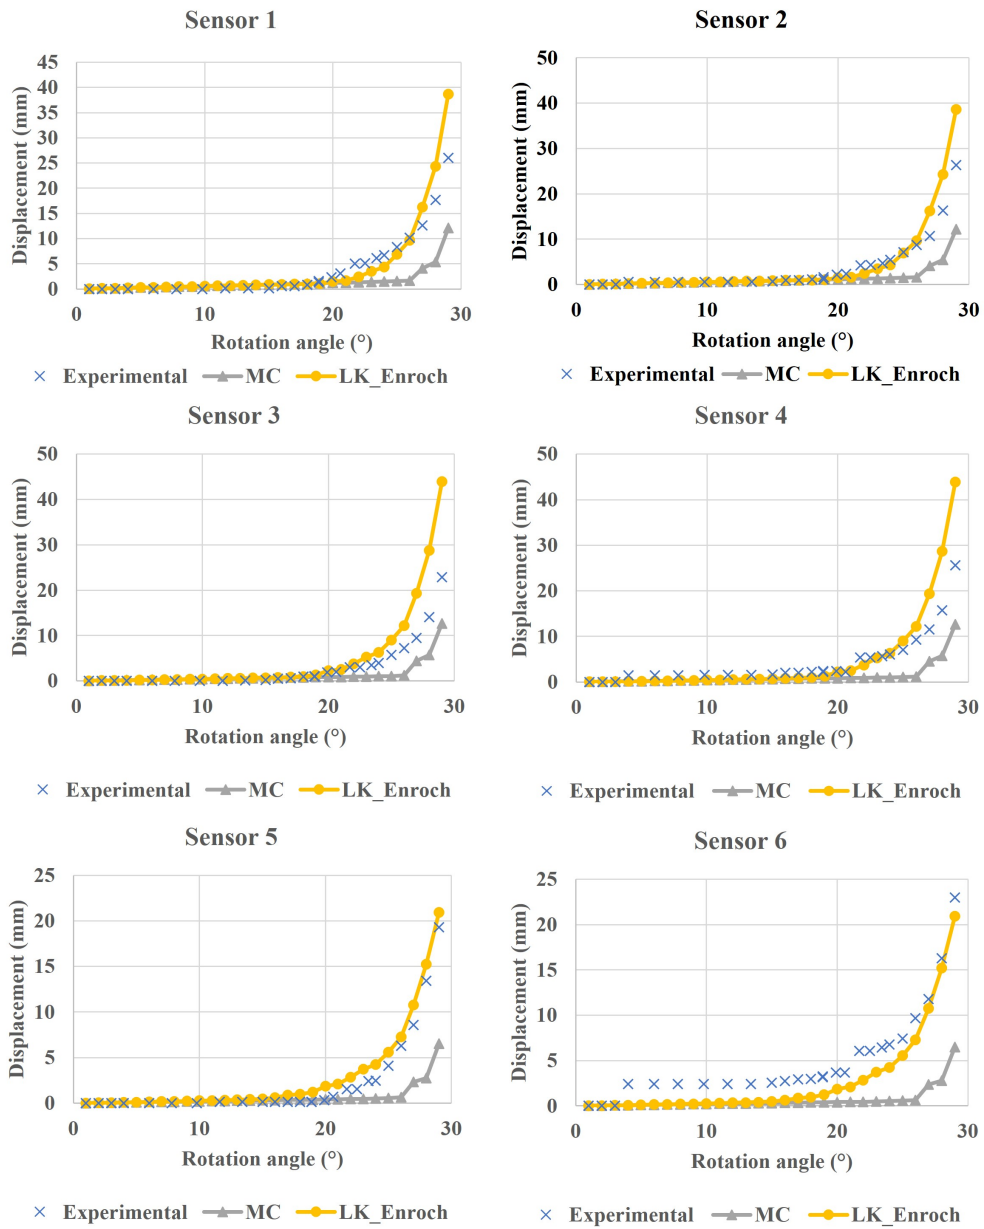 Sensor 1
Displacement (mm)
45
40
35
30
25
20
15
10
5
0
0 10 20 30
Rotation angle (°)
Experimental MC LK_Enroch
Sensor 2
Displacement (mm)
50
40
30
20
10
0
0 10 20 30
Rotation angle (°)
Experimental MC LK_Enroch
Sensor 3
Displacement (mm)
50
40
30
20
10
0
0 10 20 30
Rotation angle (°)
Experimental MC LK_Enroch
Sensor 4
Displacement (mm)
50
40
30
20
10
0
0 10 20 30
Rotation angle (°)
Experimental MC LK_Enroch
Sensor 5
Displacement (mm)
25
20
15
10
5
0
0 10 20 30
Rotation angle (°)
Experimental MC LK_Enroch
Sensor 6
Displacement (mm)
25
20
15
10
5
0
0 10 20 30
Rotation angle (°)
Experimental MC LK_Enroch